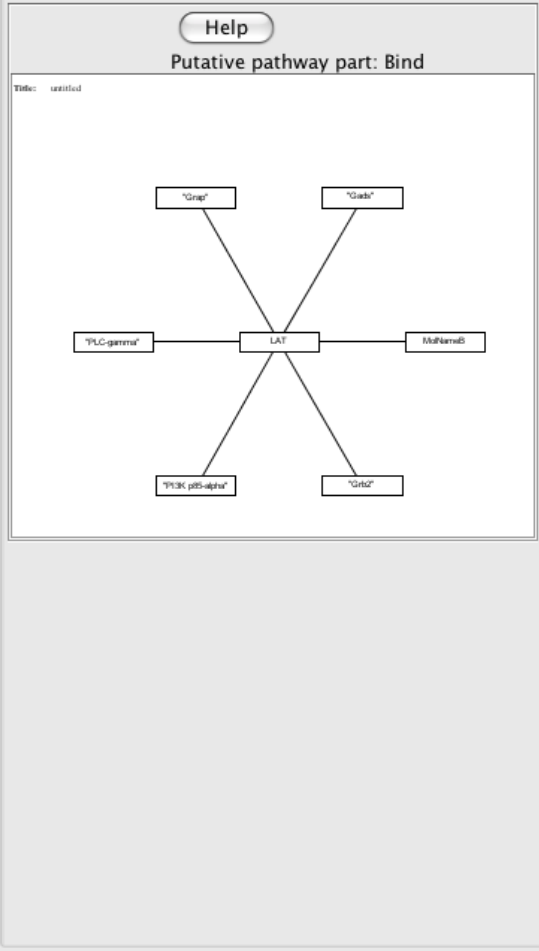 Help
Putative pathway part: Bind
Title: untitled
"Grap" "Gads"
"PLC-gamma" LAT MolNameB
"PI3K p85-alpha" "Grb2"